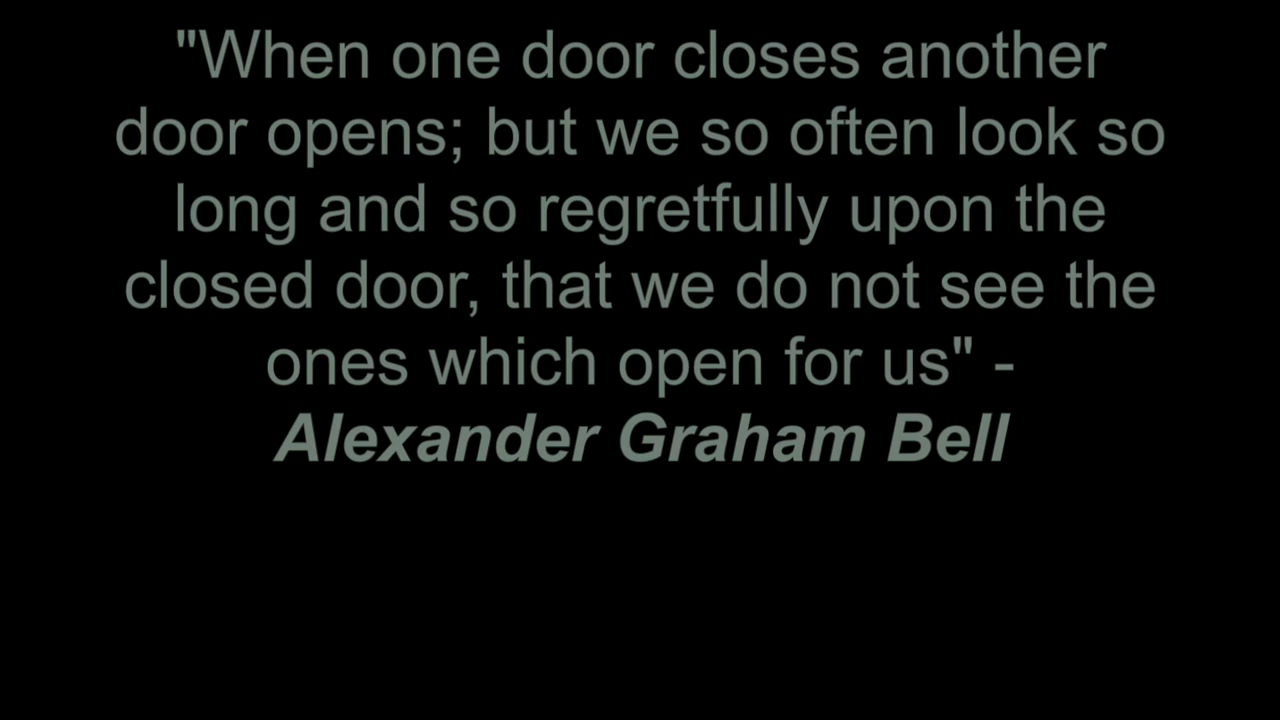 "When one door closes another
door opens; but we so often look so
long and so regretfully upon the
closed door, that we do not see the
ones which open for us" -
Alexander Graham Bell